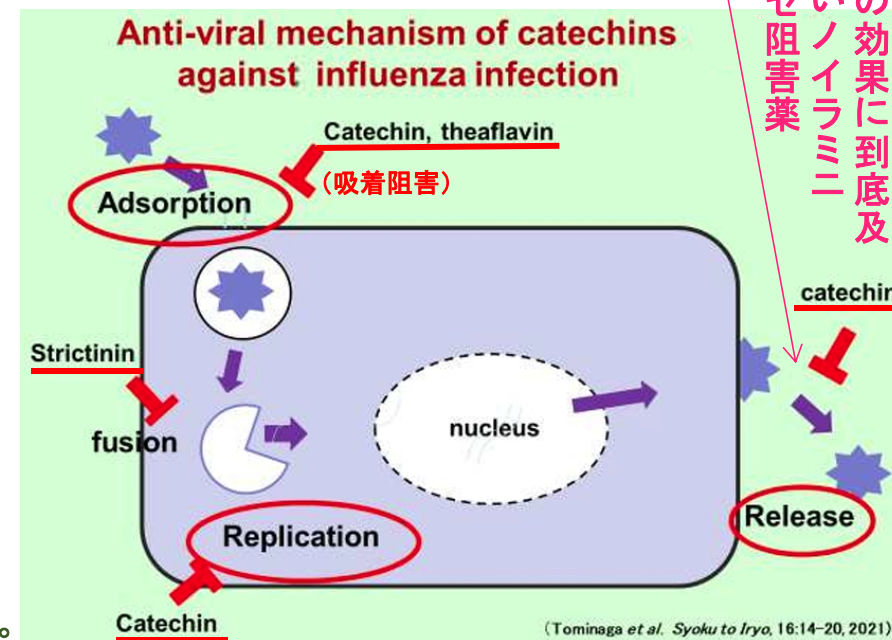 Anti-viral mechanism of catechins
against influenza infection
の効果に到底及
いノイラミニ
ゼ阻害薬
Catechin, theaflavin
(吸着阻害)
Adsorption
catechin
Strictinin
fusion
nucleus
Replication
Release
Catechin
(Tominaga et al. Syoku to Iryo, 16:14-20, 2021)
。